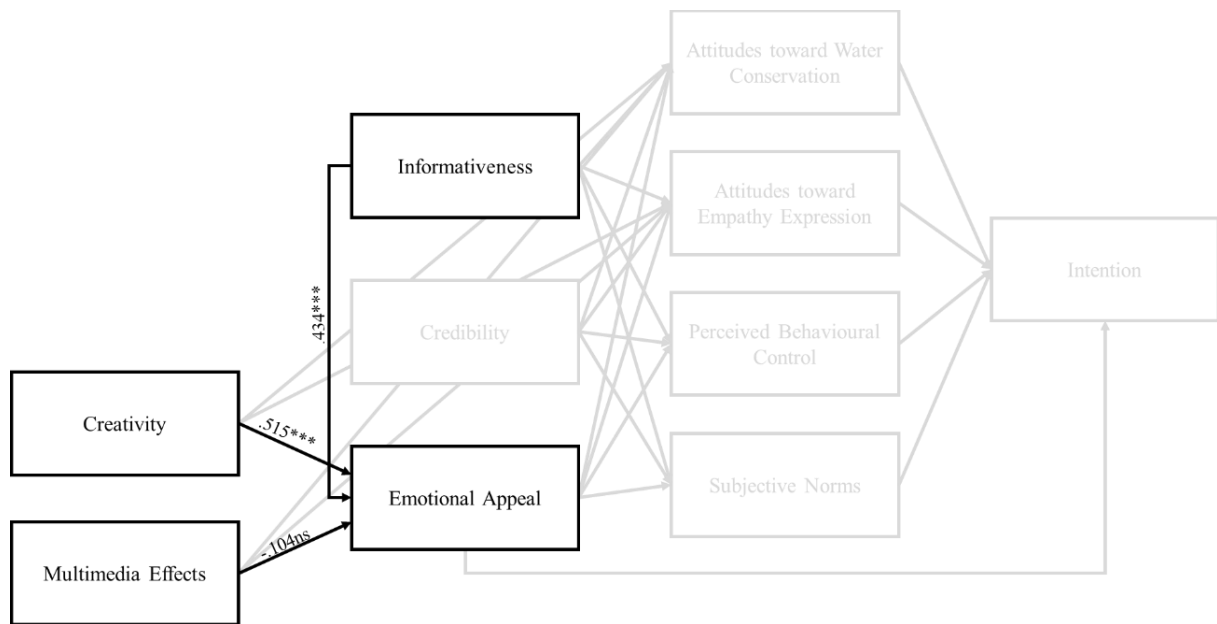 Attitudes toward Water
Conservation
Informativeness
Attitudes toward
Empathy Expression
Intention
.434***
Credibility
Perceived Behavioural
Control
Creativity
.515***
Emotional Appeal
Subjective Norms
-.104ns
Multimedia Effects